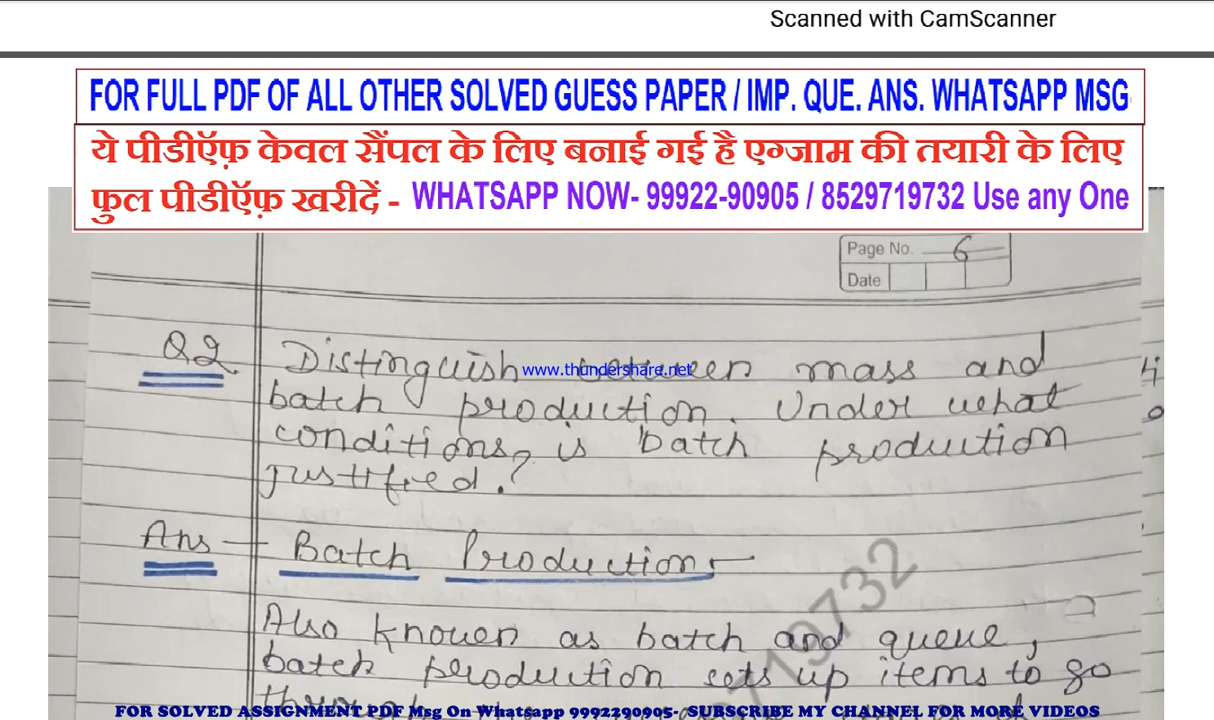 Scanned with CamScanner
FOR FULL PDF OF ALL OTHER SOLVED GUESS PAPER / IMP. QUE. ANS. WHATSAPP MSG
ये पीडीऍफ़ केवल सैंपल के लिए बनाई गई है एग्जाम की तयारी के लिए
फुल पीडीऍफ़ खरीदें - WHATSAPP NOW- 99922-90905 / 8529719732 Use any One
Page No. 6
Date
Q2 Distinguish between mass and
www.thundershare.net
batch production. Under what
conditions, is batch production
justified.?
Ans - Batch Production -
Also known as batch and queue,
batch production sets up items to go
FOR SOLVED ASSIGNMENT PDF Msg On Whatsapp 9992290905- SUBSCRIBE MY CHANNEL FOR MORE VIDEOS